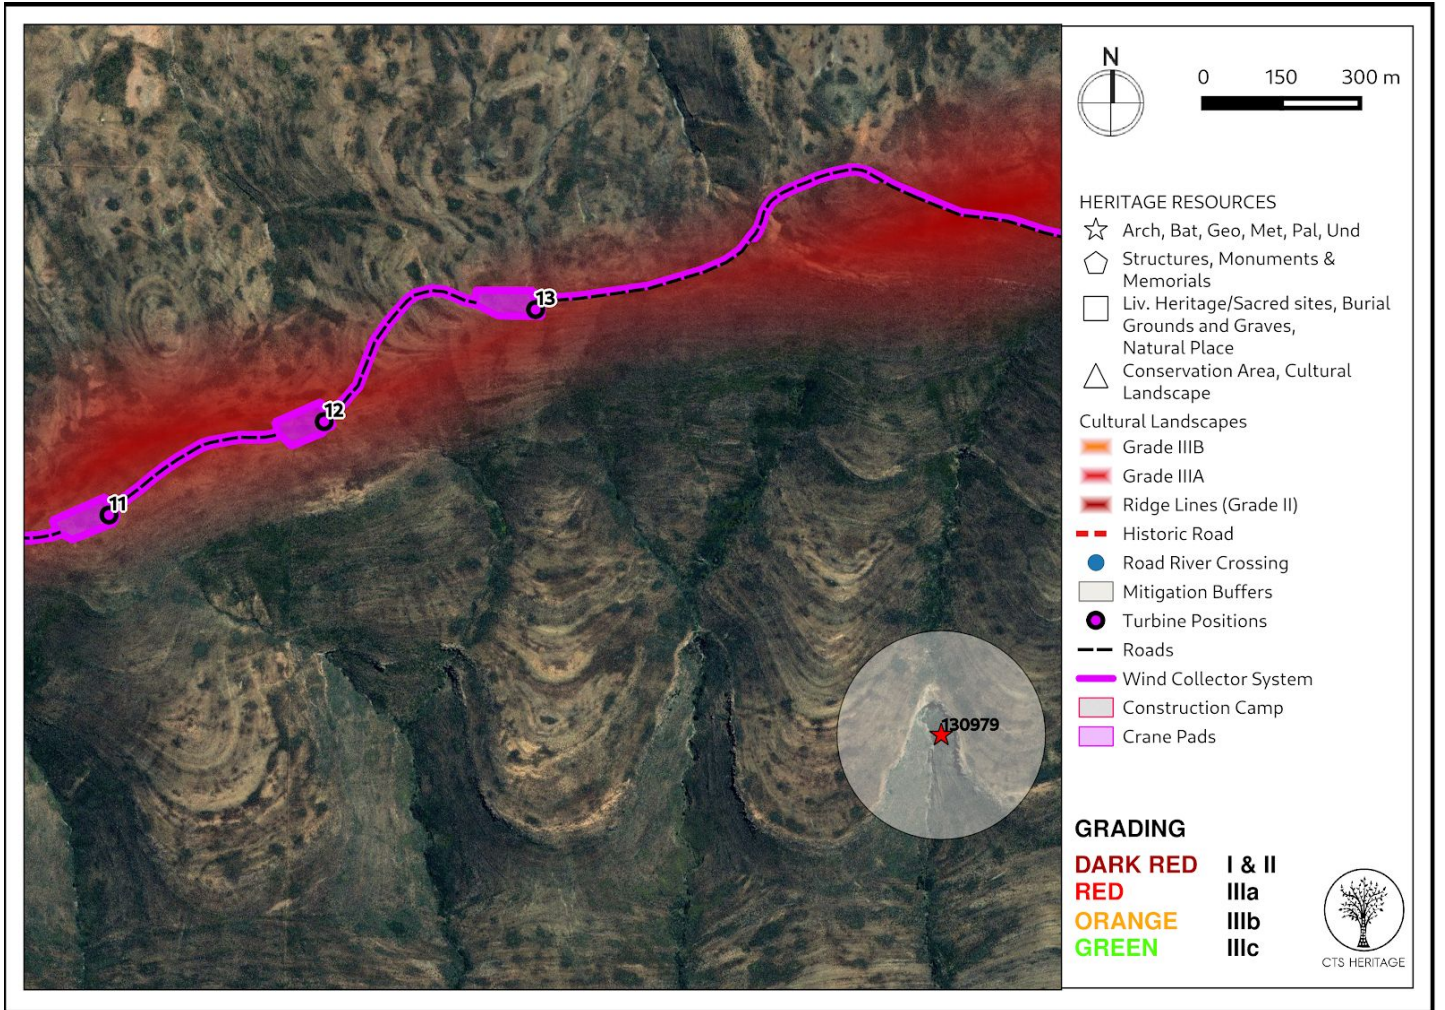 N
0 150 300 m
HERITAGE RESOURCES
Arch, Bat, Geo, Met, Pal, Und
Structures, Monuments &
Memorials
Liv. Heritage/Sacred sites, Burial
Grounds and Graves,
Natural Place
Conservation Area, Cultural
Landscape
Cultural Landscapes
Grade IIIB
Grade IIIA
Ridge Lines (Grade II)
Historic Road
Road River Crossing
Mitigation Buffers
Turbine Positions
Roads
Wind Collector System
Construction Camp
Crane Pads
13
12
11
130979
GRADING
DARK RED I & II
RED IIIa
ORANGE IIIb
GREEN IIIc
CTS HERITAGE